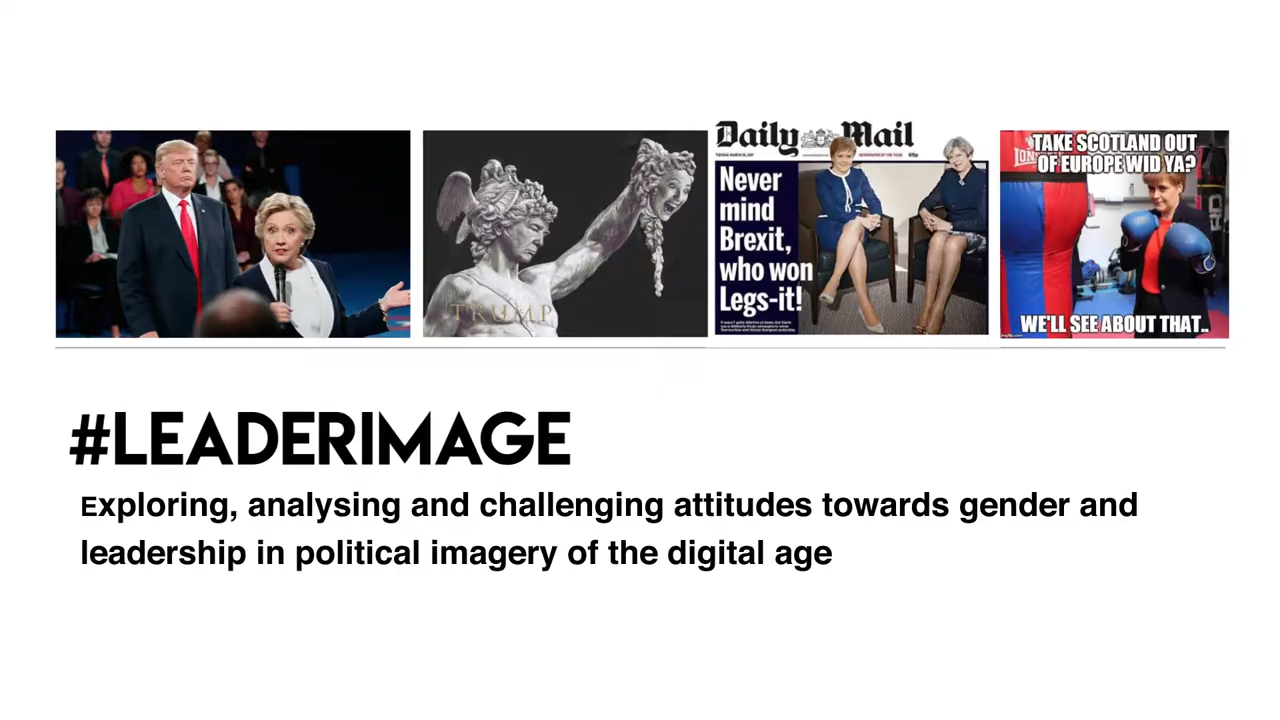 TRUMP
Daily Mail
65p
Never
mind
Brexit,
who won
Legs-it!
TAKE SCOTLAND OUT
OF EUROPE WID YA?
WE'LL SEE ABOUT THAT..
#LEADERIMAGE
Exploring, analysing and challenging attitudes towards gender and
leadership in political imagery of the digital age